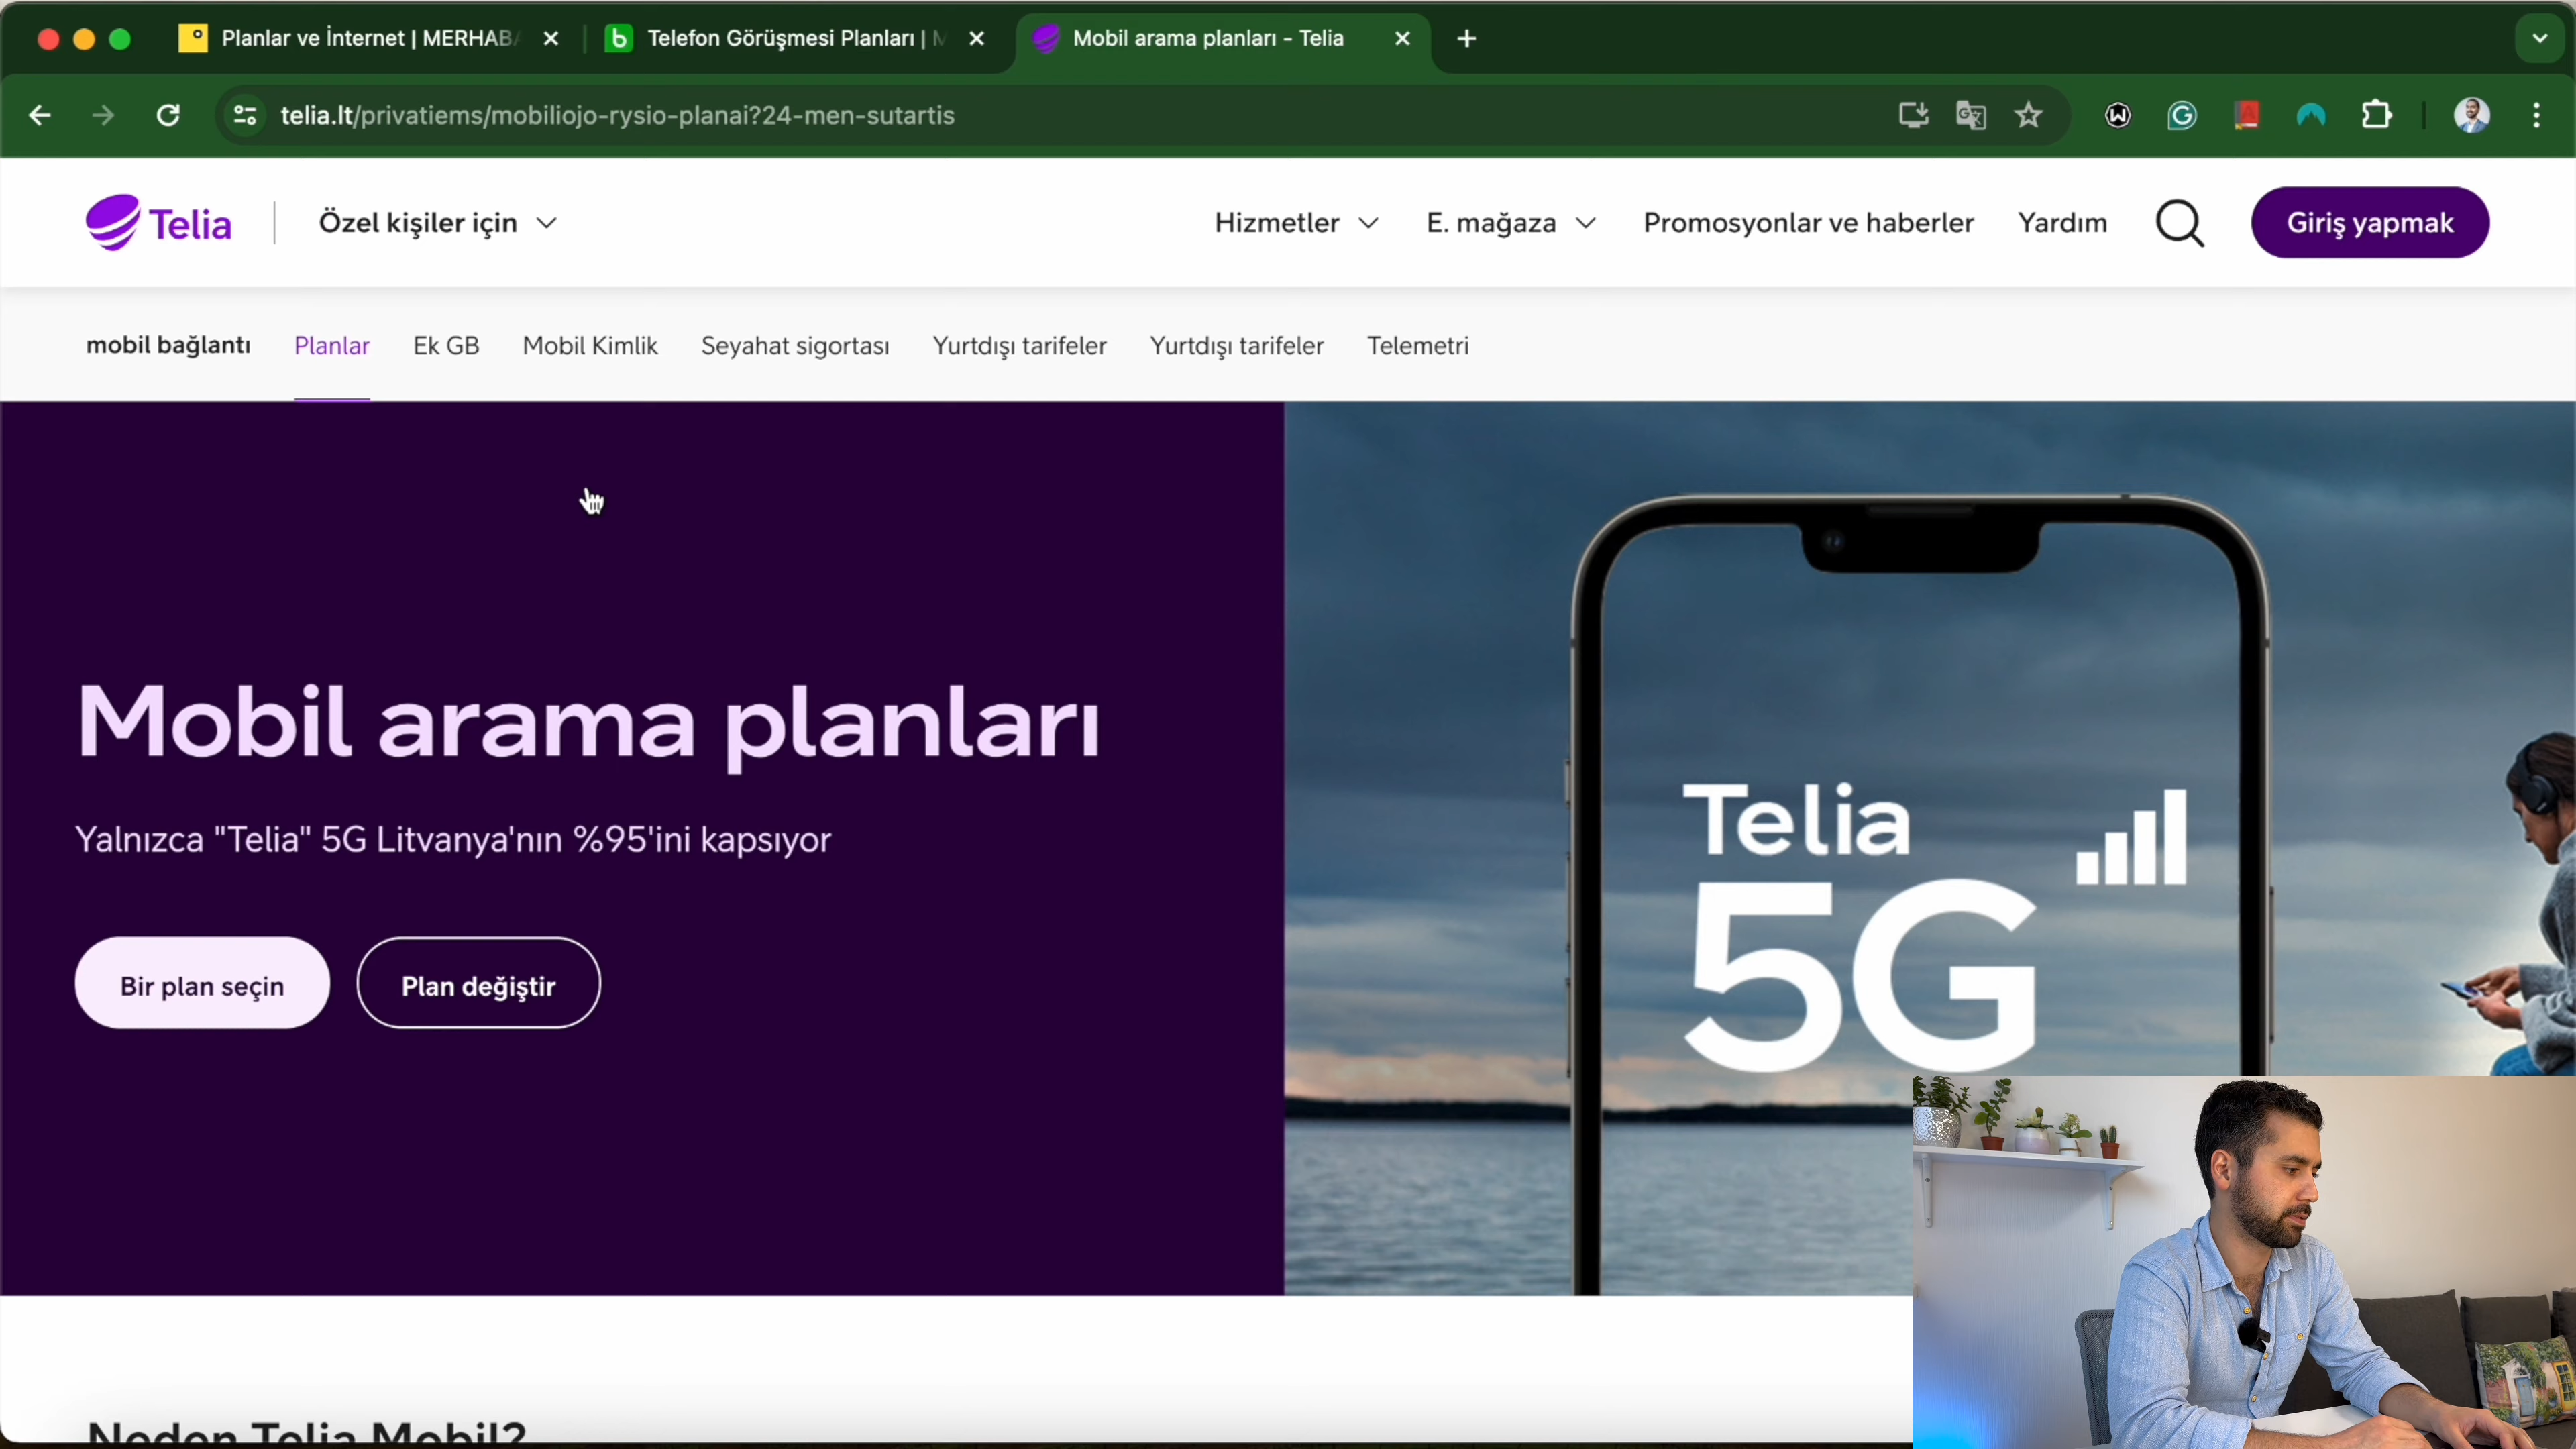 Planlar ve İnternet | MERHABA
Telefon Görüşmesi Planları |
Mobil arama planları - Telia
telia.lt/privatiems/mobiliojo-rysio-planai?24-men-sutartis
Telia
Özel kişiler için
Hizmetler
E. mağaza
Promosyonlar ve haberler
Yardım
Giriş yapmak
mobil bağlantı
Planlar
Ek GB
Mobil Kimlik
Seyahat sigortası
Yurtdışı tarifeler
Yurtdışı tarifeler
Telemetri
Mobil arama planları
Yalnızca "Telia" 5G Litvanya'nın %95'ini kapsıyor
Bir plan seçin
Plan değiştir
Telia
5G
Neden Telia Mobil?